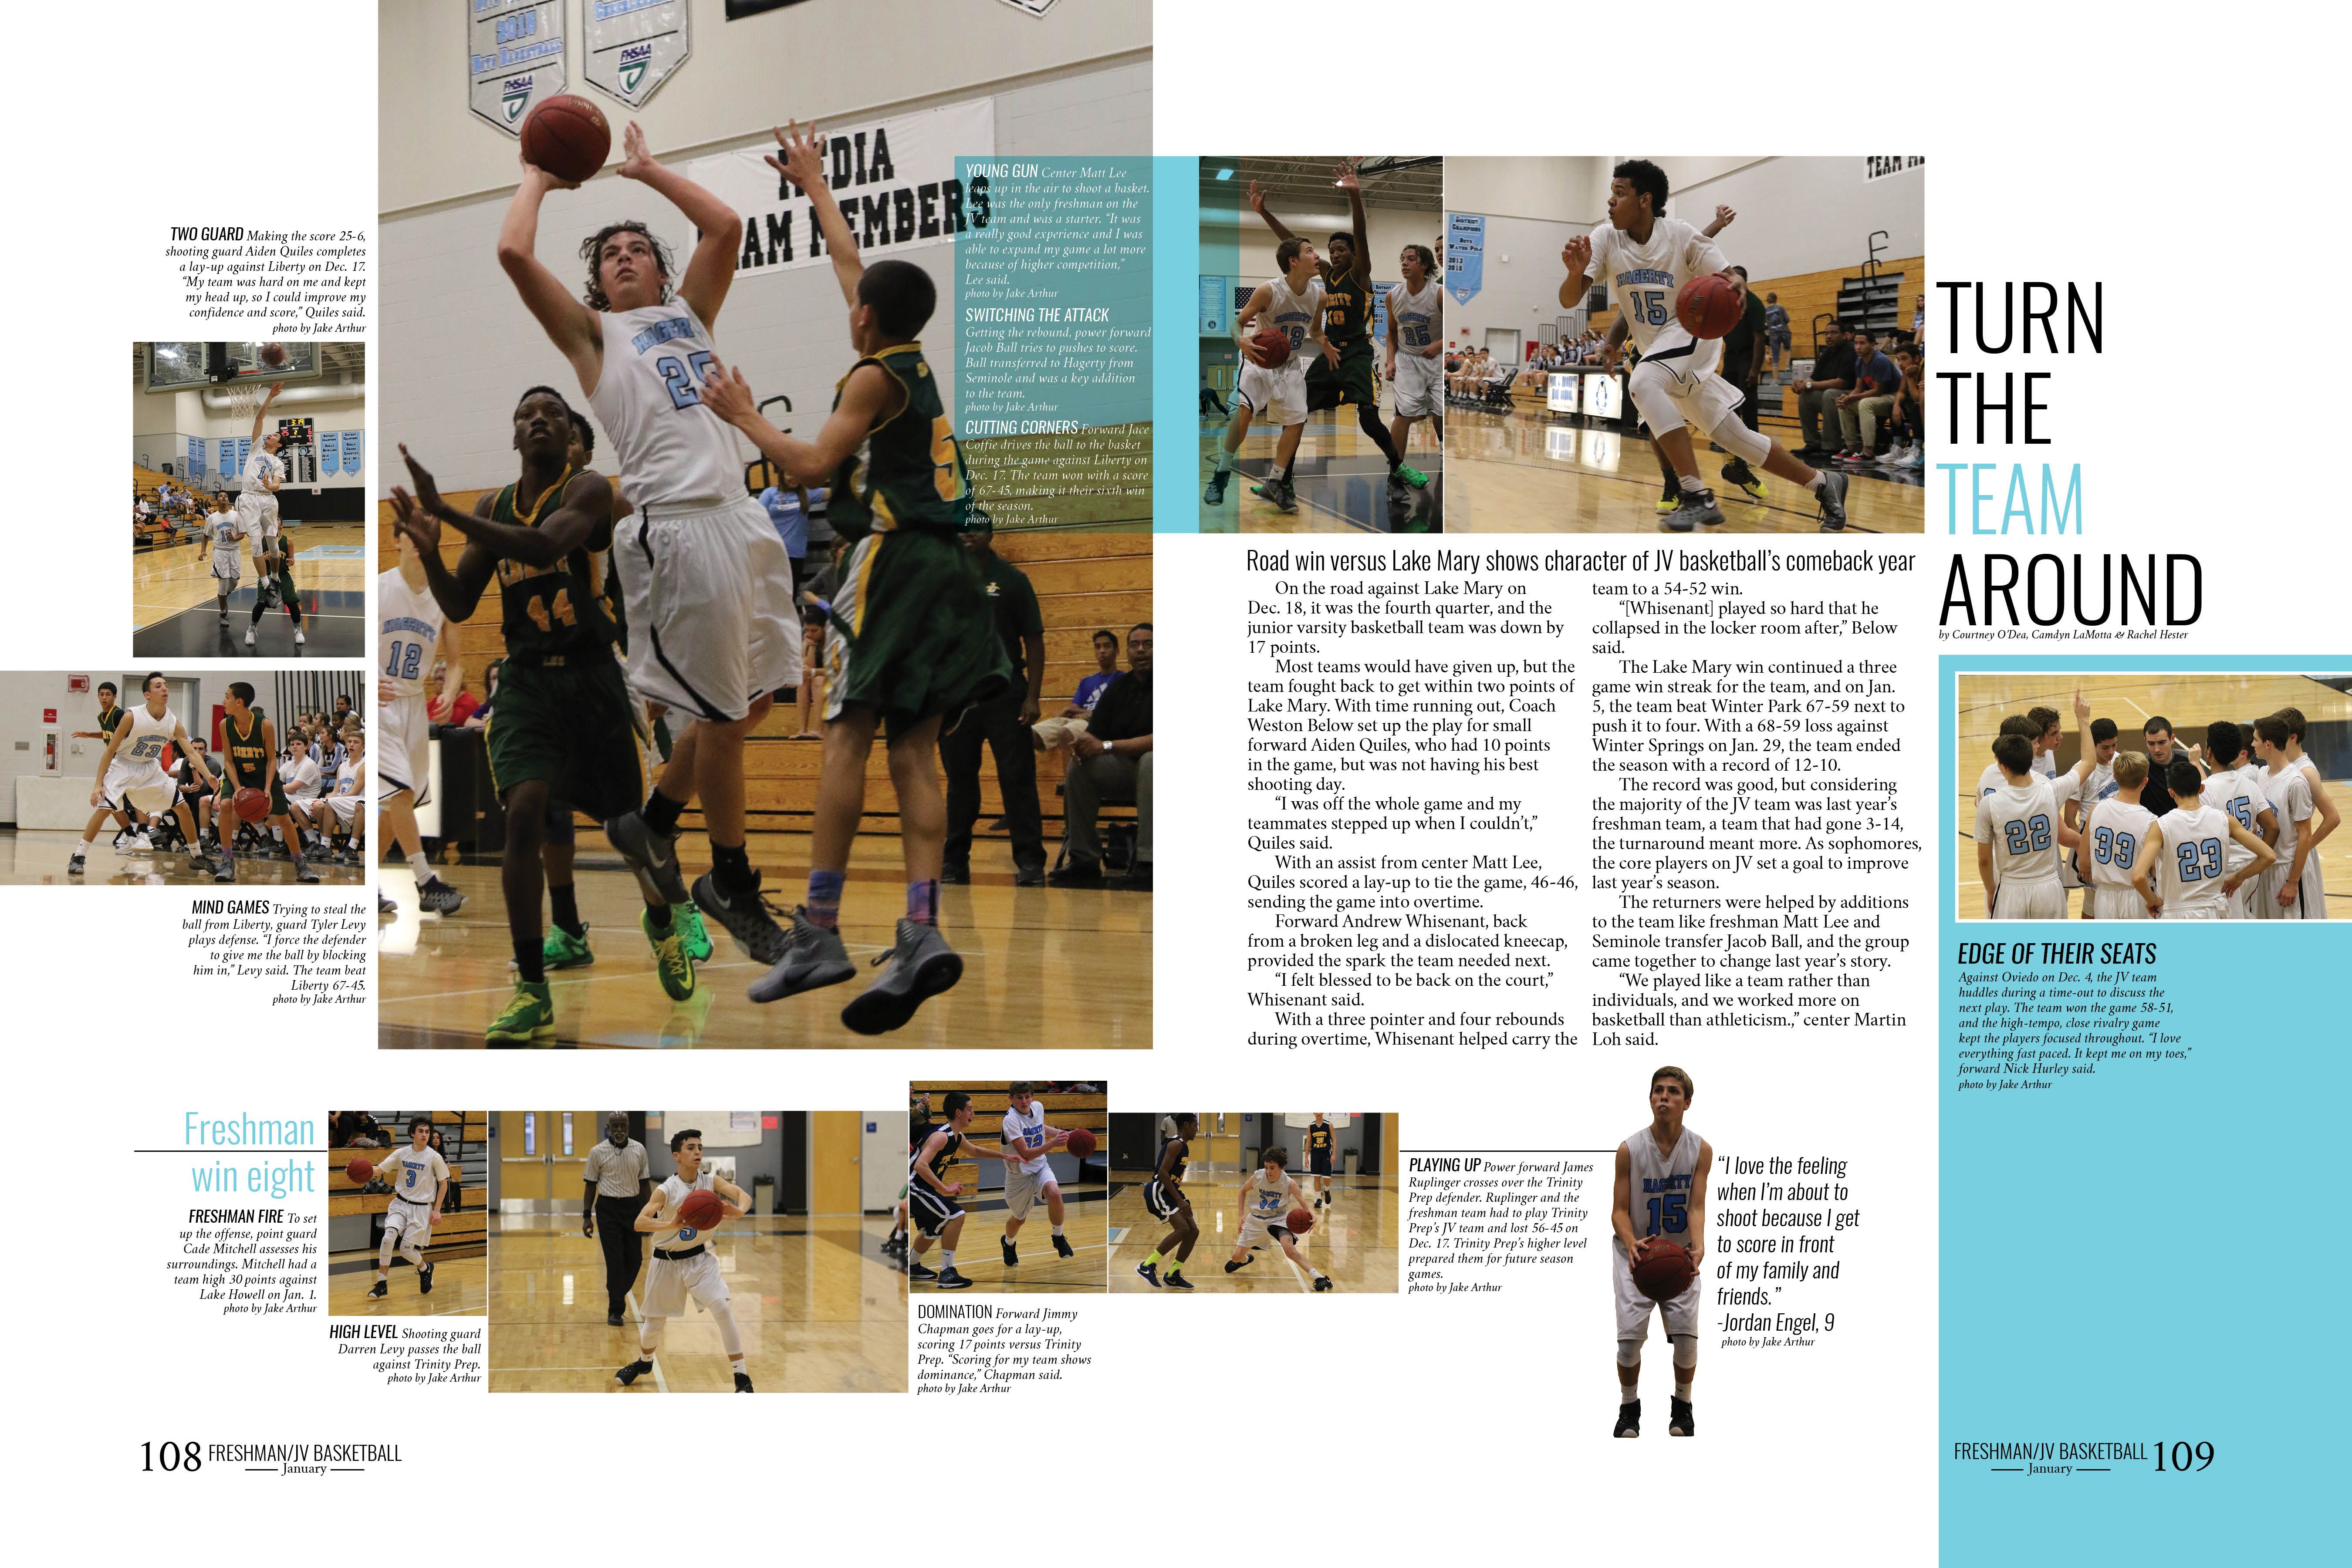 2016
BOYS BASKETBALL
FHSAA
FHSAA
MEDIA
TEAM MEMBERS
HAGERTY
25
44
HAGERTY
12
TWO GUARD Making the score 25-6,
shooting guard Aiden Quiles completes
a lay-up against Liberty on Dec. 17.
“My team was hard on me and kept
my head up, so I could improve my
confidence and score,” Quiles said.
photo by Jake Arthur
23
MIND GAMES Trying to steal the
ball from Liberty, guard Tyler Levy
plays defense. “I force the defender
to give me the ball by blocking
him in,” Levy said. The team beat
Liberty 67-45.
photo by Jake Arthur
YOUNG GUN Center Matt Lee
leaps up in the air to shoot a basket.
Lee was the only freshman on the
JV team and was a starter. “It was
a really good experience and I was
able to expand my game a lot more
because of higher competition,”
Lee said.
photo by Jake Arthur
SWITCHING THE ATTACK
Getting the rebound, power forward
Jacob Ball tries to pushes to score.
Ball transferred to Hagerty from
Seminole and was a key addition
to the team.
photo by Jake Arthur
CUTTING CORNERS Forward Jace
Coffie drives the ball to the basket
during the game against Liberty on
Dec. 17. The team won with a score
of 67-45, making it their sixth win
of the season.
photo by Jake Arthur
HAGERTY
15
TURN
THE
TEAM
AROUND
by Courtney O'Dea, Camdyn LaMotta & Rachel Hester
Road win versus Lake Mary shows character of JV basketball’s comeback year
On the road against Lake Mary on
Dec. 18, it was the fourth quarter, and the
junior varsity basketball team was down by
17 points.
Most teams would have given up, but the
team fought back to get within two points of
Lake Mary. With time running out, Coach
Weston Below set up the play for small
forward Aiden Quiles, who had 10 points
in the game, but was not having his best
shooting day.
“I was off the whole game and my
teammates stepped up when I couldn’t,”
Quiles said.
With an assist from center Matt Lee,
Quiles scored a lay-up to tie the game, 46-46,
sending the game into overtime.
Forward Andrew Whisenant, back
from a broken leg and a dislocated kneecap,
provided the spark the team needed next.
“I felt blessed to be back on the court,”
Whisenant said.
With a three pointer and four rebounds
during overtime, Whisenant helped carry the
team to a 54-52 win.
“[Whisenant] played so hard that he
collapsed in the locker room after,” Below
said.
The Lake Mary win continued a three
game win streak for the team, and on Jan.
5, the team beat Winter Park 67-59 next to
push it to four. With a 68-59 loss against
Winter Springs on Jan. 29, the team ended
the season with a record of 12-10.
The record was good, but considering
the majority of the JV team was last year’s
freshman team, a team that had gone 3-14,
the turnaround meant more. As sophomores,
the core players on JV set a goal to improve
last year’s season.
The returners were helped by additions
to the team like freshman Matt Lee and
Seminole transfer Jacob Ball, and the group
came together to change last year’s story.
“We played like a team rather than
individuals, and we worked more on
basketball than athleticism.,” center Martin
Loh said.
22
33
23
15
EDGE OF THEIR SEATS
Against Oviedo on Dec. 4, the JV team
huddles during a time-out to discuss the
next play. The team won the game 58-51,
and the high-tempo, close rivalry game
kept the players focused throughout. “I love
everything fast paced. It kept me on my toes,”
forward Nick Hurley said.
photo by Jake Arthur
Freshman
win eight
FRESHMAN FIRE To set
up the offense, point guard
Cade Mitchell assesses his
surroundings. Mitchell had a
team high 30 points against
Lake Howell on Jan. 1.
photo by Jake Arthur
3
HIGH LEVEL Shooting guard
Darren Levy passes the ball
against Trinity Prep.
photo by Jake Arthur
DOMINATION Forward Jimmy
Chapman goes for a lay-up,
scoring 17 points versus Trinity
Prep. “Scoring for my team shows
dominance,” Chapman said.
photo by Jake Arthur
PLAYING UP Power forward James
Ruplinger crosses over the Trinity
Prep defender. Ruplinger and the
freshman team had to play Trinity
Prep’s JV team and lost 56-45 on
Dec. 17. Trinity Prep’s higher level
prepared them for future season
games.
photo by Jake Arthur
HAGERTY
15
“I love the feeling
when I’m about to
shoot because I get
to score in front
of my family and
friends.”
-Jordan Engel, 9
photo by Jake Arthur
108 FRESHMAN/JV BASKETBALL
January
FRESHMAN/JV BASKETBALL 109
January